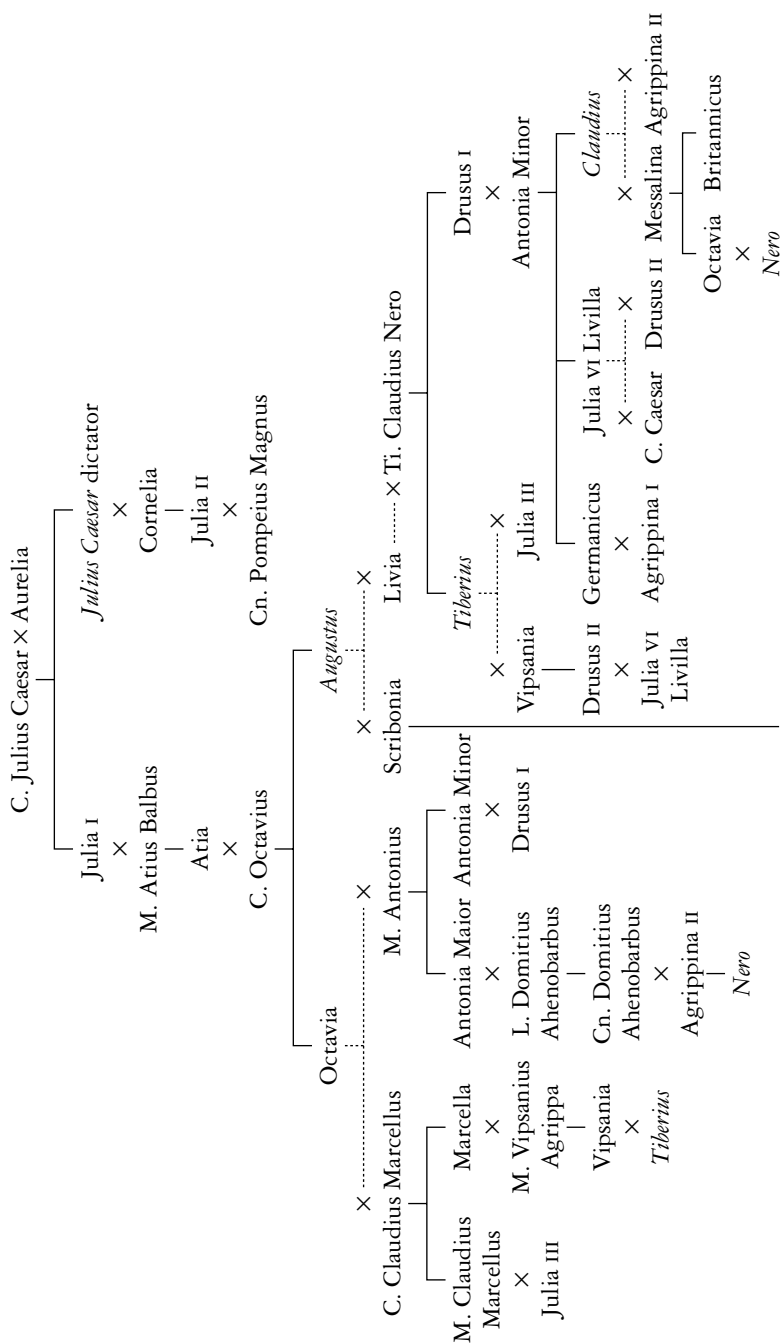 C. Julius Caesar × Aurelia
Julia I
×
M. Atius Balbus
Atia
×
C. Octavius
Julius Caesar dictator
×
Cornelia
Julia II
×
Cn. Pompeius Magnus
Octavia
Augustus
×
C. Claudius Marcellus
×
M. Antonius
×
Scribonia
×
Livia
× Ti. Claudius Nero
M. Claudius
Marcellus
×
Julia III
Marcella
×
M. Vipsanius
Agrippa
Vipsania
×
Tiberius
Antonia Maior
×
L. Domitius
Ahenobarbus
Cn. Domitius
Ahenobarbus
×
Agrippina II
Nero
Antonia Minor
×
Drusus I
Tiberius
×
Vipsania
×
Julia III
Drusus II
×
Julia VI
Livilla
Drusus I
×
Antonia Minor
Germanicus
×
Agrippina I
Julia VI Livilla
×
C. Caesar
×
Drusus II
Claudius
×
Messalina
×
Agrippina II
Octavia
×
Nero
Britannicus